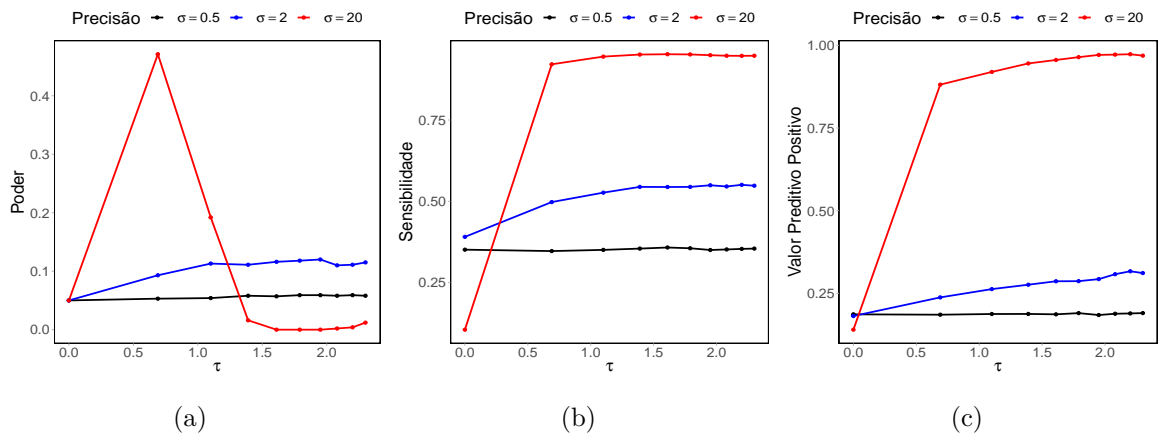 Precisão σ = 0.5 σ = 2 σ = 20
Poder
0.4
0.3
0.2
0.1
0.0
0.0 0.5 1.0 1.5 2.0
τ
(a)
Precisão σ = 0.5 σ = 2 σ = 20
Sensibilidade
0.75
0.50
0.25
0.0 0.5 1.0 1.5 2.0
τ
(b)
Precisão σ = 0.5 σ = 2 σ = 20
Valor Preditivo Positivo
1.00
0.75
0.50
0.25
0.0 0.5 1.0 1.5 2.0
τ
(c)